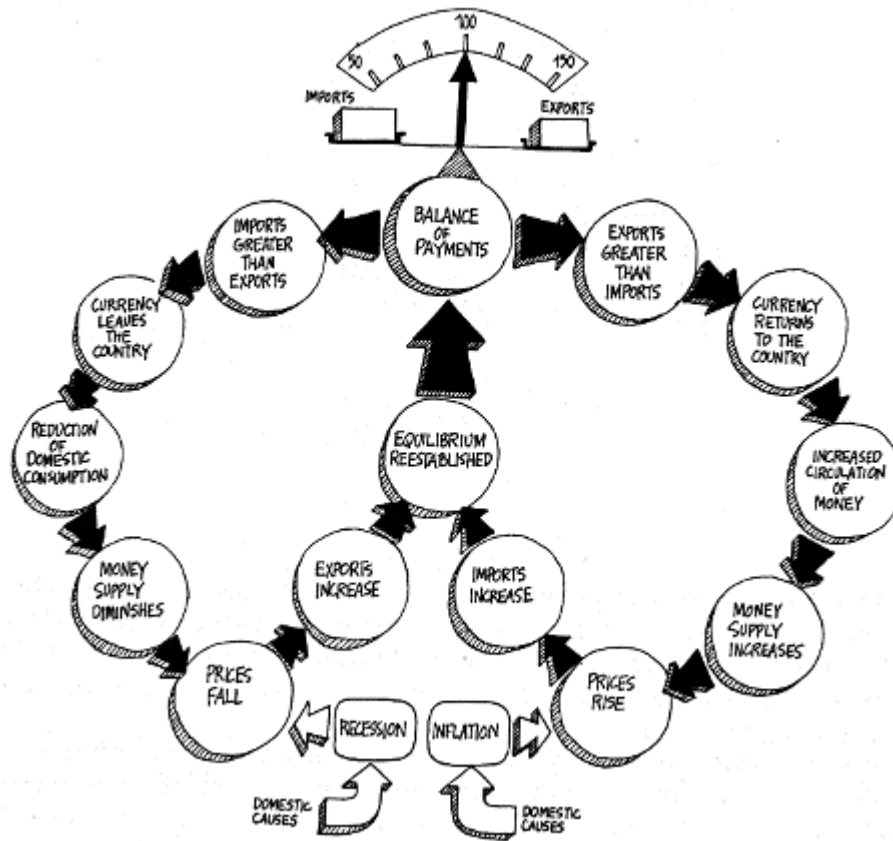 50
100
150
IMPORTS
EXPORTS
BALANCE
OF
PAYMENTS
IMPORTS
GREATER
THAN
EXPORTS
EXPORTS
GREATER
THAN
IMPORTS
CURRENCY
LEAVES
THE
COUNTRY
CURRENCY
RETURNS
TO THE
COUNTRY
REDUCTION
OF
DOMESTIC
CONSUMPTION
EQUILIBRIUM
REESTABLISHED
INCREASED
CIRCULATION
OF
MONEY
MONEY
SUPPLY
DIMINSHES
EXPORTS
INCREASE
IMPORTS
INCREASE
MONEY
SUPPLY
INCREASES
PRICES
FALL
RECESSION
INFLATION
PRICES
RISE
DOMESTIC
CAUSES
DOMESTIC
CAUSES